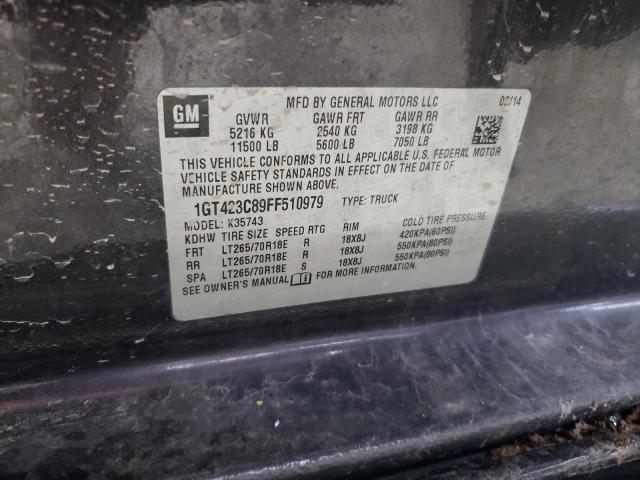 GM
MFD BY GENERAL MOTORS LLC
GVWR GAWR FRT GAWR RR
5216 KG 2540 KG 3198 KG
11500 LB 5600 LB 7050 LB
THIS VEHICLE CONFORMS TO ALL APPLICABLE U.S. FEDERAL MOTOR
VEHICLE SAFETY STANDARDS IN EFFECT ON THE DATE OF
MANUFACTURE SHOWN ABOVE.
1GT423C89FF510979 TYPE: TRUCK
MODEL: K35743
KDHW TIRE SIZE SPEED RTG RIM COLD TIRE PRESSURE
FRT LT265/70R18E R 18X8J 420KPA(60PSI)
RR LT265/70R18E R 18X8J 550KPA(80PSI)
SPA LT265/70R18E S 18X8J 550KPA(80PSI)
SEE OWNER'S MANUAL FOR MORE INFORMATION